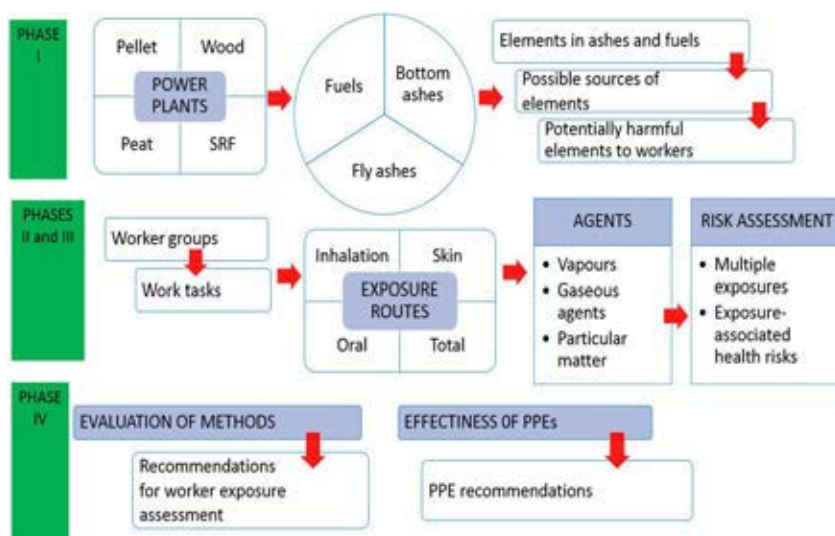 PHASE
I
Pellet
Wood
POWER
PLANTS
Peat
SRF
Fuels
Bottom
ashes
Fly ashes
Elements in ashes and fuels
Possible sources of
elements
Potentially harmful
elements to workers
PHASES
II and III
Worker groups
Work tasks
Inhalation
Skin
EXPOSURE
ROUTES
Oral
Total
AGENTS
• Vapours
• Gaseous
agents
• Particular
matter
RISK ASSESSMENT
• Multiple
exposures
• Exposure-
associated
health risks
PHASE
IV
EVALUATION OF METHODS
Recommendations
for worker exposure
assessment
EFFECTINESS OF PPEs
PPE recommendations